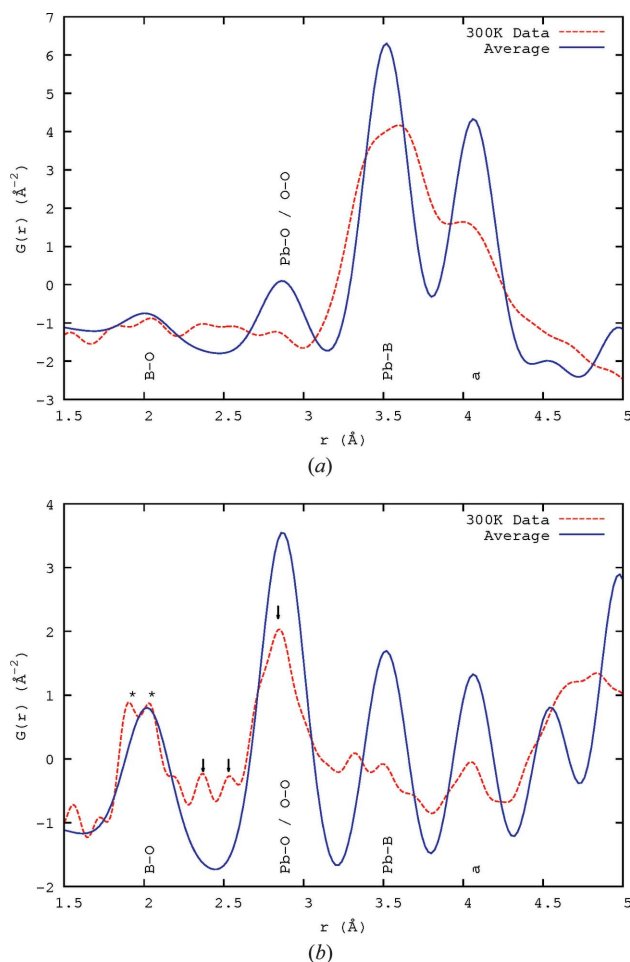 7
6
5
4
3
2
1
0
-1
-2
-3
G(r) (Å⁻²)
300K Data
Average
B-O
Pb-O / O-O
Pb-B
a
1.5 2 2.5 3 3.5 4 4.5 5
r (Å)
(a)
4
3
2
1
0
-1
-2
G(r) (Å⁻²)
300K Data
Average
* *
B-O
Pb-O / O-O
Pb-B
a
1.5 2 2.5 3 3.5 4 4.5 5
r (Å)
(b)